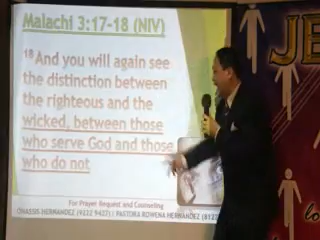 Malachi 3:17-18 (NIV)
18 And you will again see
the distinction between
the righteous and the
wicked, between those
who serve God and those
who do not
For Prayer Request and Counseling
JE
lo